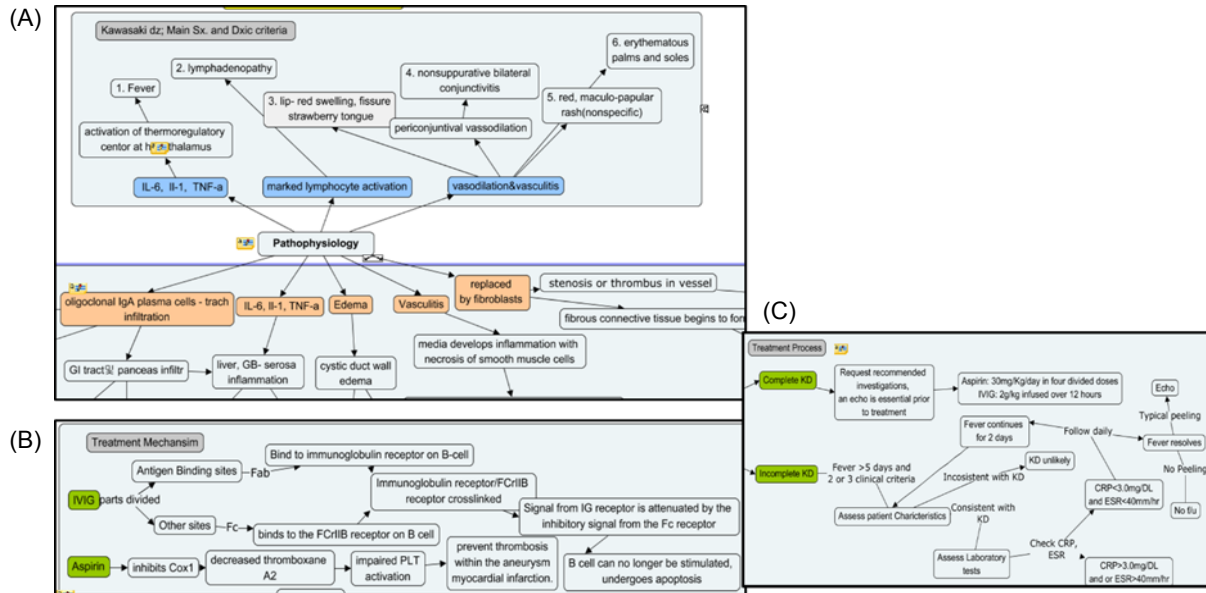 (A)
Kawasaki dz; Main Sx. and Dxic criteria
6. erythematous
palms and soles
2. lymphadenopathy
4. nonsuppurative bilateral
conjunctivitis
1. Fever
3. lip- red swelling, fissure
strawberry tongue
5. red, maculo-papular
rash(nonspecific)
periconjuntival vassodilation
activation of thermoregulatory
centor at
IL-6, Il-1, TNF-a
marked lymphocyte activation
vasodilation&vasculitis
Pathophysiology
oligoclonal IgA plasma cells - trach
infiltration
IL-6, Il-1, TNF-a
Edema
Vasculitis
replaced
by fibroblasts
stenosis or thrombus in vessel
fibrous connective tissue begins to for
media develops inflammation with
necrosis of smooth muscle cells
GI tract및 panceas infiltr
liver, GB- serosa
inflammation
cystic duct wall
edema
(B)
Treatment Mechansim
Bind to immunoglobulin receptor on B-cell
Antigen Binding sites
Fab
IVIG
parts divided
Immunoglobulin receptor/FCrIIB
receptor crosslinked
Other sites
Fc
binds to the FCrIIB receptor on B cell
Signal from IG receptor is attenuated by the
inhibitory signal from the Fc receptor
B cell can no longer be stimulated,
undergoes apoptosis
Aspirin
inhibits Cox1
decreased thromboxane
A2
impaired PLT
activation
prevent thrombosis
within the aneurysm
myocardial infarction.
(C)
Treatment Process
Complete KD
Request recommended
investigations,
an echo is essential prior
to treatment
Aspirin: 30mg/Kg/day in four divided doses
IVIG: 2g/kg infused over 12 hours
Echo
Typical peeling
Fever continues
for 2 days
Follow daily
Fever resolves
Incomplete KD
Fever >5 days and
2 or 3 clinical criteria
KD unlikely
Incosistent with KD
No Peeling
CRP<3.0mg/DL
and ESR<40mm/hr
No f/u
Assess patient Charicteristics
Consistent with
KD
Check CRP,
ESR
Assess Laboratory
tests
CRP>3.0mg/DL
and or ESR>40mm/hr